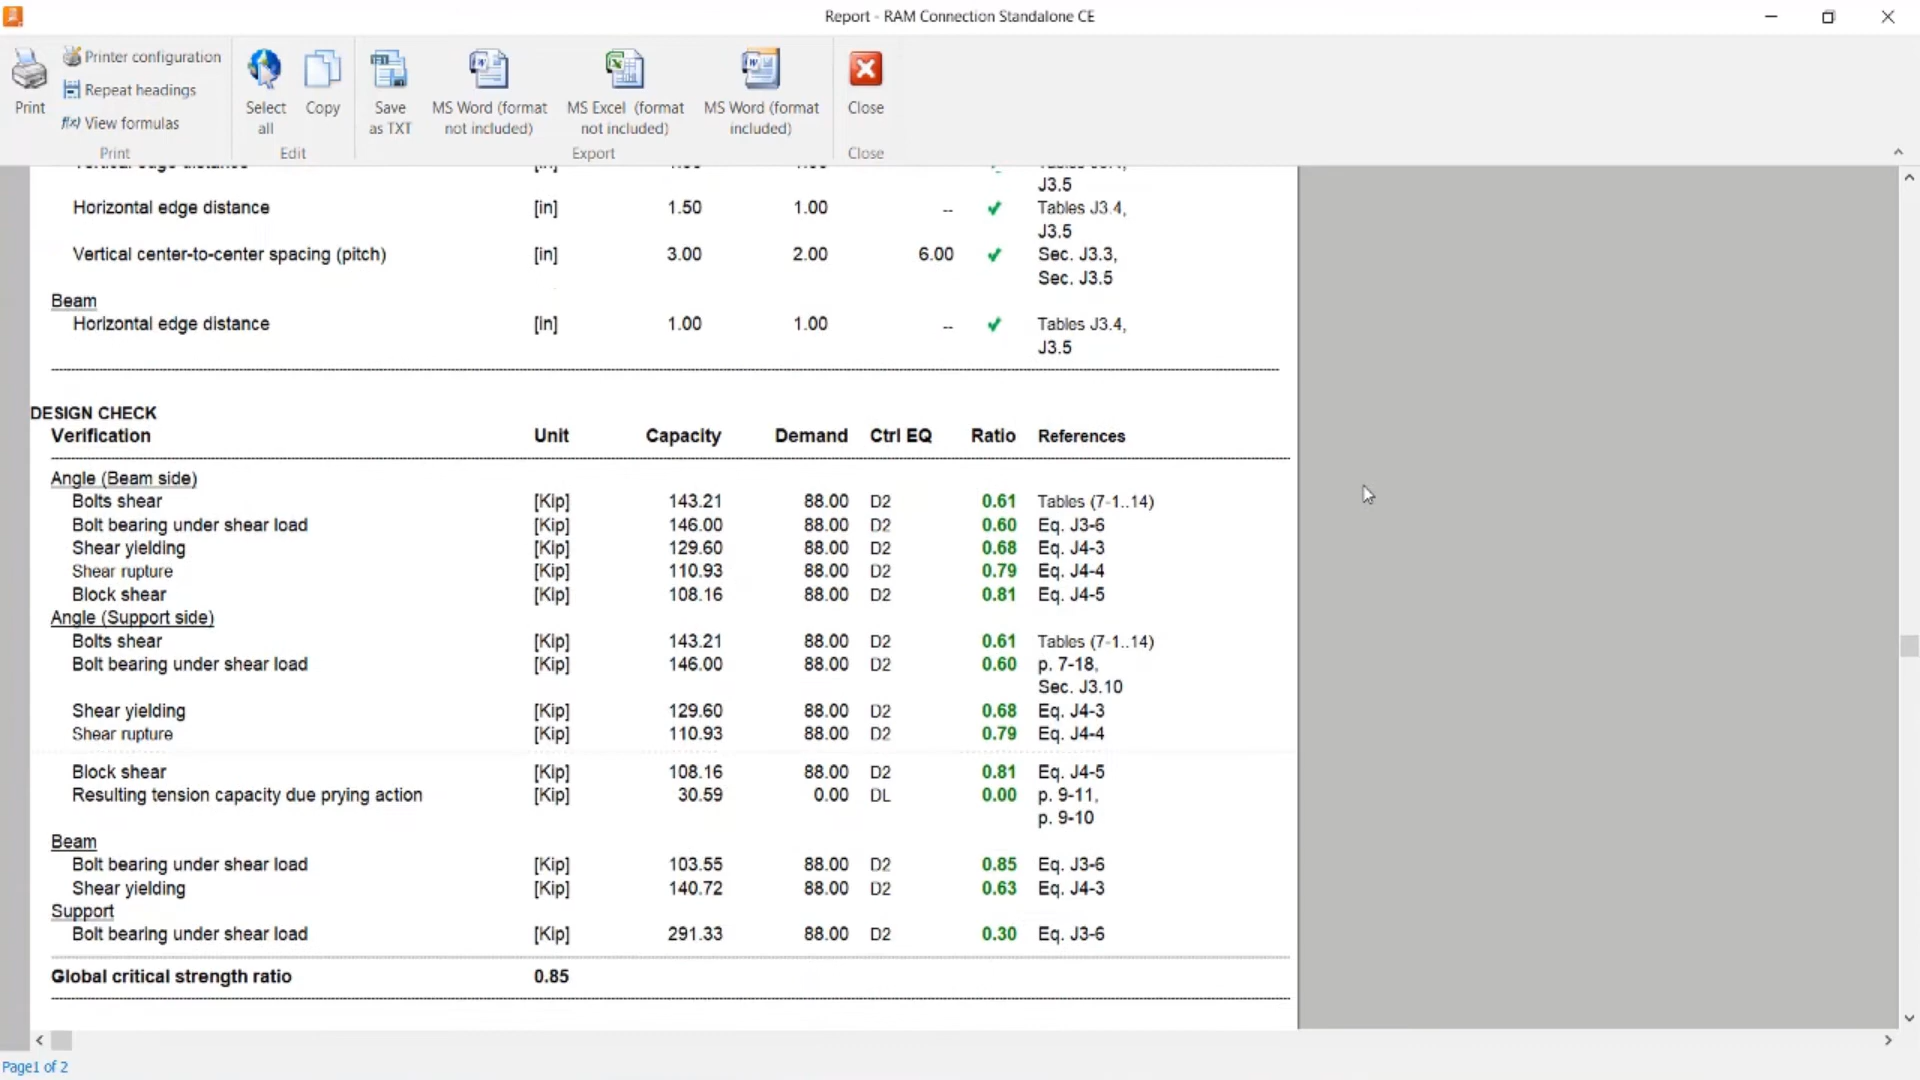 Report - RAM Connection Standalone CE
Print
Printer configuration
Repeat headings
f(x) View formulas
Print
Select all
Copy
Edit
Save as TXT
MS Word (format not included)
MS Excel (format not included)
MS Word (format included)
Export
Close
Close
J3.5
Horizontal edge distance [in] 1.50 1.00 -- Tables J3.4,
J3.5
Vertical center-to-center spacing (pitch) [in] 3.00 2.00 6.00 Sec. J3.3,
Sec. J3.5
Beam
Horizontal edge distance [in] 1.00 1.00 -- Tables J3.4,
J3.5
DESIGN CHECK
Verification Unit Capacity Demand Ctrl EQ Ratio References
Angle (Beam side)
Bolts shear [Kip] 143.21 88.00 D2 0.61 Tables (7-1..14)
Bolt bearing under shear load [Kip] 146.00 88.00 D2 0.60 Eq. J3-6
Shear yielding [Kip] 129.60 88.00 D2 0.68 Eq. J4-3
Shear rupture [Kip] 110.93 88.00 D2 0.79 Eq. J4-4
Block shear [Kip] 108.16 88.00 D2 0.81 Eq. J4-5
Angle (Support side)
Bolts shear [Kip] 143.21 88.00 D2 0.61 Tables (7-1..14)
Bolt bearing under shear load [Kip] 146.00 88.00 D2 0.60 p. 7-18,
Sec. J3.10
Shear yielding [Kip] 129.60 88.00 D2 0.68 Eq. J4-3
Shear rupture [Kip] 110.93 88.00 D2 0.79 Eq. J4-4
Block shear [Kip] 108.16 88.00 D2 0.81 Eq. J4-5
Resulting tension capacity due prying action [Kip] 30.59 0.00 DL 0.00 p. 9-11,
p. 9-10
Beam
Bolt bearing under shear load [Kip] 103.55 88.00 D2 0.85 Eq. J3-6
Shear yielding [Kip] 140.72 88.00 D2 0.63 Eq. J4-3
Support
Bolt bearing under shear load [Kip] 291.33 88.00 D2 0.30 Eq. J3-6
Global critical strength ratio 0.85
Page1 of 2